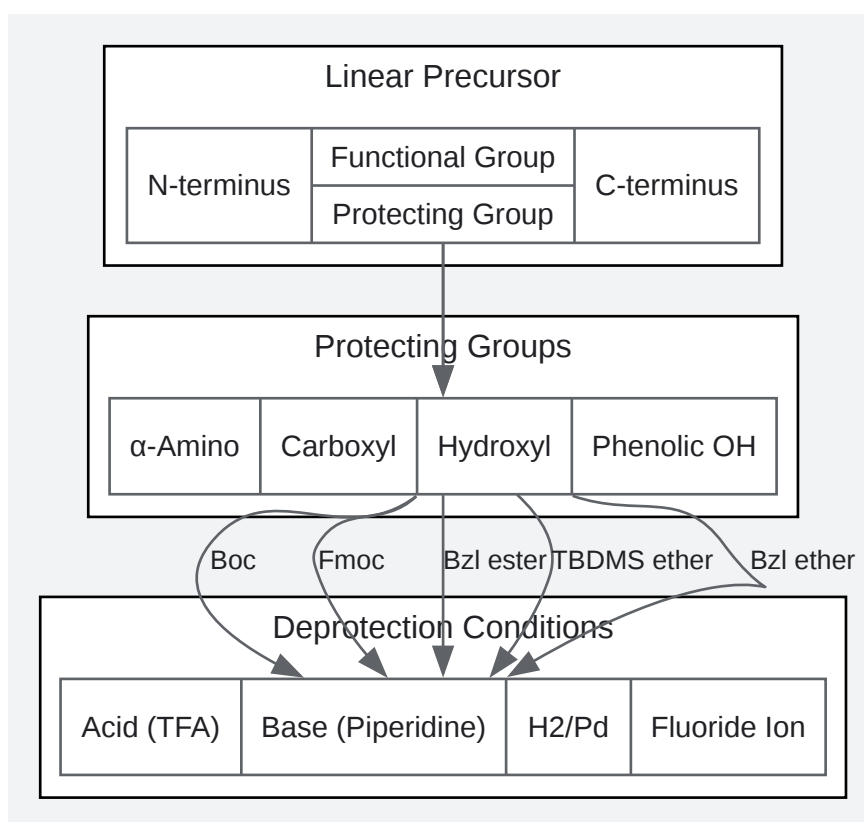 Linear Precursor
N-terminus
Functional Group
Protecting Group
C-terminus
Protecting Groups
α-Amino
Carboxyl
Hydroxyl
Phenolic OH
Boc
Fmoc
Bzl ester
TBDMS ether
Bzl ether
Deprotection Conditions
Acid (TFA)
Base (Piperidine)
H2/Pd
Fluoride Ion